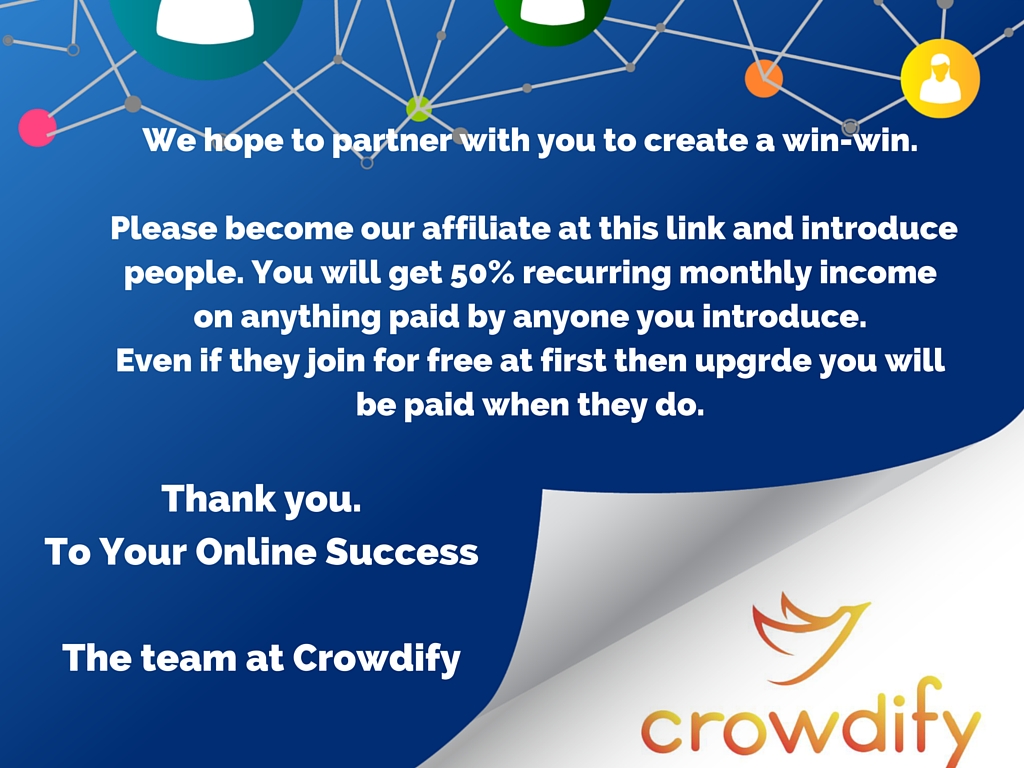 We hope to partner with you to create a win-win.
Please become our affiliate at this link and introduce
people. You will get 50% recurring monthly income
on anything paid by anyone you introduce.
Even if they join for free at first then upgrde you will
be paid when they do.
Thank you.
To Your Online Success
The team at Crowdify
crowdify